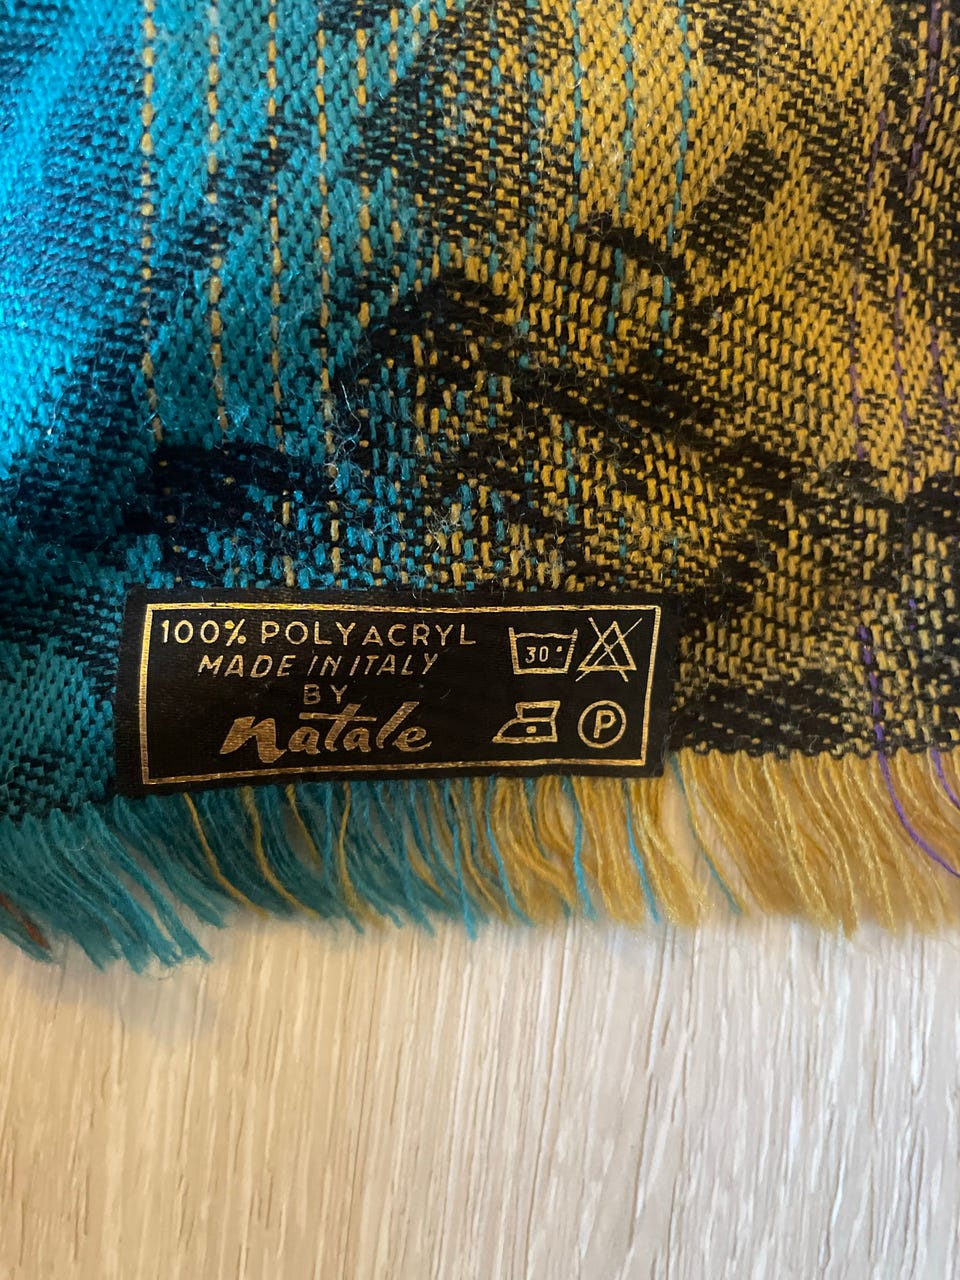 100% POLYACRYL
MADE IN ITALY
BY
natale
30°
P